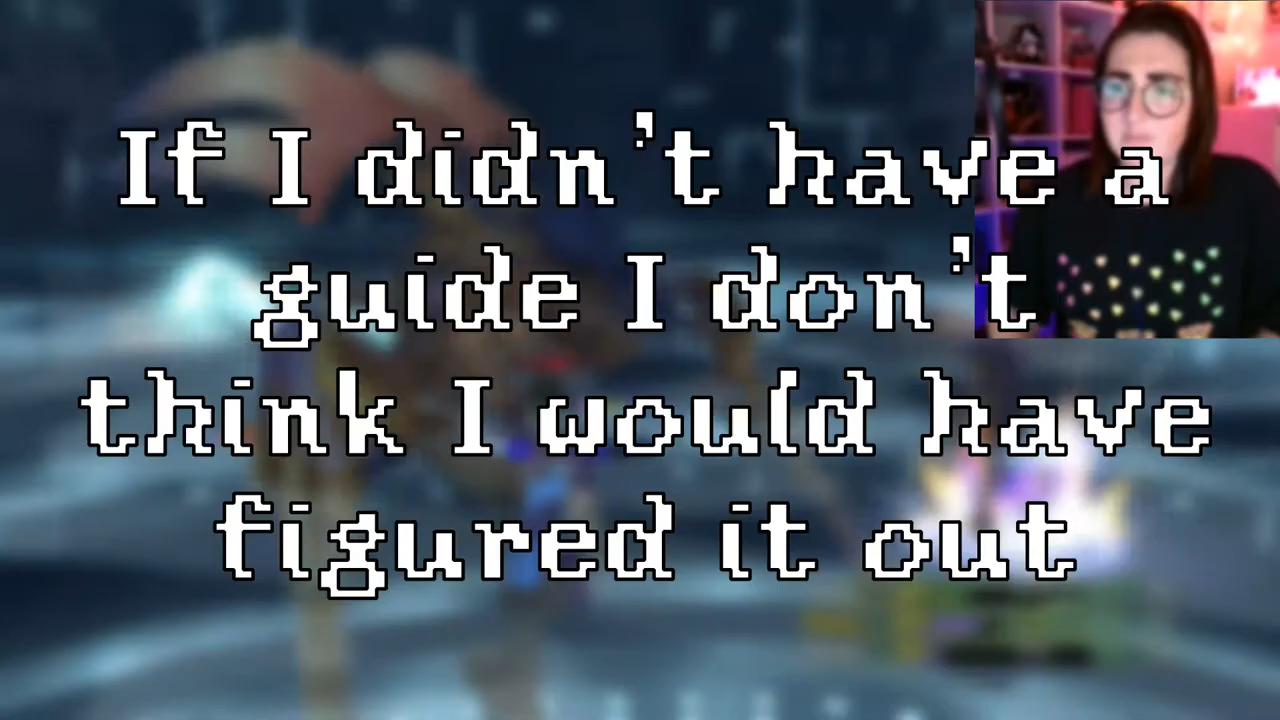 If I didn't have a
guide I don't
think I would have
figured it out